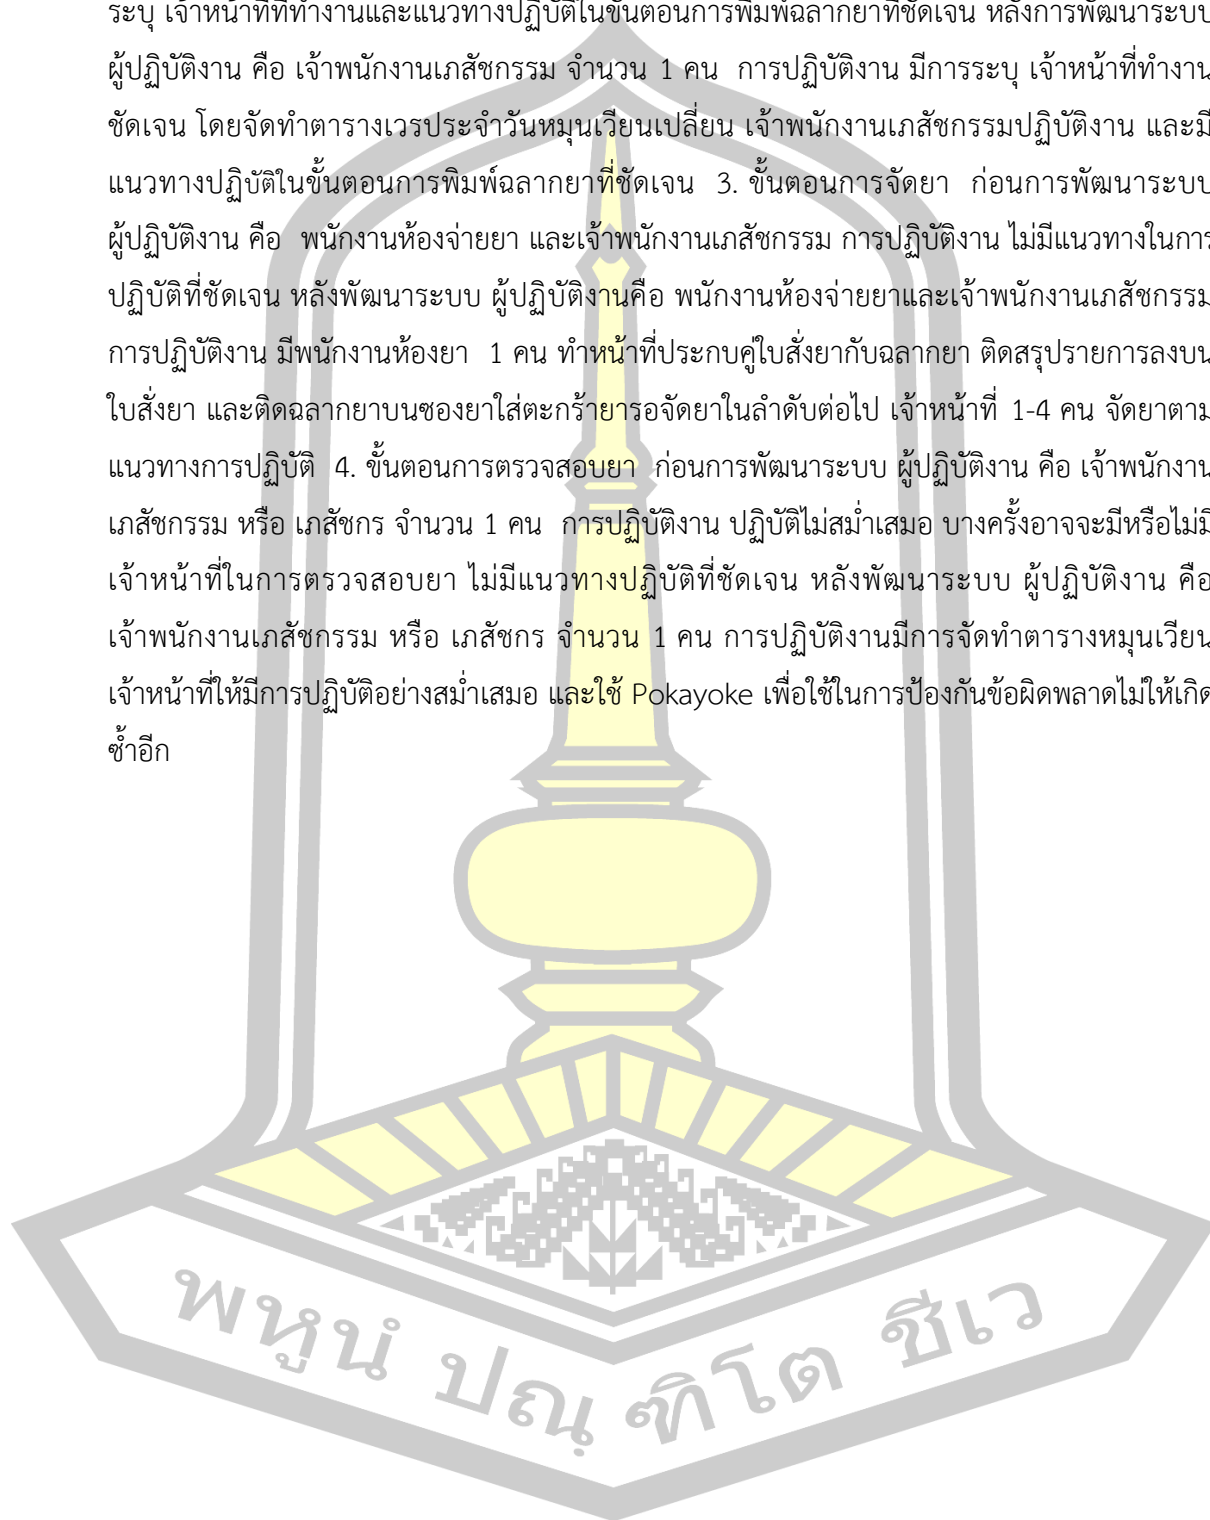 ระบุ เจ้าหน้าที่ที่ทำงานและแนวทางปฏิบัติในขั้นตอนการพิมพ์ฉลากยาที่ชัดเจน หลังการพัฒนาระบบ
ผู้ปฏิบัติงาน คือ เจ้าพนักงานเภสัชกรรม จำนวน 1 คน การปฏิบัติงาน มีการระบุ เจ้าหน้าที่ทำงาน
ชัดเจน โดยจัดทำตารางเวรประจำวันหมุนเวียนเปลี่ยน เจ้าพนักงานเภสัชกรรมปฏิบัติงาน และมี
แนวทางปฏิบัติในขั้นตอนการพิมพ์ฉลากยาที่ชัดเจน 3. ขั้นตอนการจัดยา ก่อนการพัฒนาระบบ
ผู้ปฏิบัติงาน คือ พนักงานห้องจ่ายยา และเจ้าพนักงานเภสัชกรรม การปฏิบัติงาน ไม่มีแนวทางในการ
ปฏิบัติที่ชัดเจน หลังพัฒนาระบบ ผู้ปฏิบัติงานคือ พนักงานห้องจ่ายยาและเจ้าพนักงานเภสัชกรรม
การปฏิบัติงาน มีพนักงานห้องยา 1 คน ทำหน้าที่ประกบคู่ใบสั่งยากับฉลากยา ติดสรุปรายการลงบน
ใบสั่งยา และติดฉลากยาบนซองยาใส่ตะกร้ายารอจัดยาในลำดับต่อไป เจ้าหน้าที่ 1-4 คน จัดยาตาม
แนวทางการปฏิบัติ 4. ขั้นตอนการตรวจสอบยา ก่อนการพัฒนาระบบ ผู้ปฏิบัติงาน คือ เจ้าพนักงาน
เภสัชกรรม หรือ เภสัชกร จำนวน 1 คน การปฏิบัติงาน ปฏิบัติไม่สม่ำเสมอ บางครั้งอาจจะมีหรือไม่มี
เจ้าหน้าที่ในการตรวจสอบยา ไม่มีแนวทางปฏิบัติที่ชัดเจน หลังพัฒนาระบบ ผู้ปฏิบัติงาน คือ
เจ้าพนักงานเภสัชกรรม หรือ เภสัชกร จำนวน 1 คน การปฏิบัติงานมีการจัดทำตารางหมุนเวียน
เจ้าหน้าที่ให้มีการปฏิบัติอย่างสม่ำเสมอ และใช้ Pokayoke เพื่อใช้ในการป้องกันข้อผิดพลาดไม่ให้เกิด
ซ้ำอีก
พหูนํ ปณฺฑิโต ชีเว